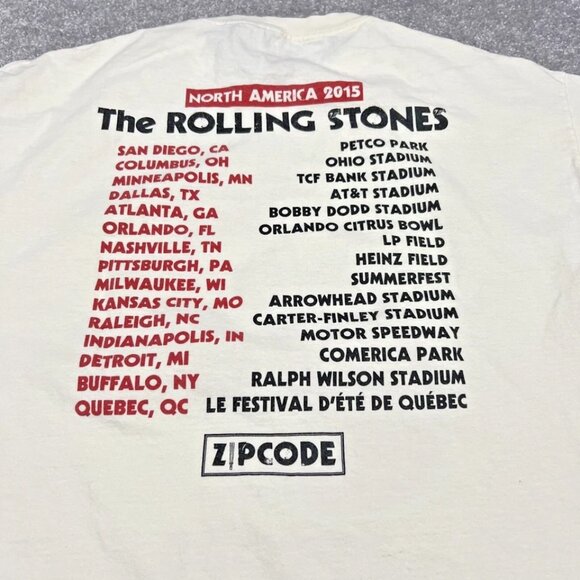 NORTH AMERICA 2015
The ROLLING STONES
SAN DIEGO, CA PETCO PARK
COLUMBUS, OH OHIO STADIUM
MINNEAPOLIS, MN TCF BANK STADIUM
DALLAS, TX AT&T STADIUM
ATLANTA, GA BOBBY DODD STADIUM
ORLANDO, FL ORLANDO CITRUS BOWL
NASHVILLE, TN LP FIELD
PITTSBURGH, PA HEINZ FIELD
MILWAUKEE, WI SUMMERFEST
KANSAS CITY, MO ARROWHEAD STADIUM
RALEIGH, NC CARTER-FINLEY STADIUM
INDIANAPOLIS, IN MOTOR SPEEDWAY
DETROIT, MI COMERICA PARK
BUFFALO, NY RALPH WILSON STADIUM
QUEBEC, QC LE FESTIVAL D'ÉTÉ DE QUÉBEC
ZIPCODE